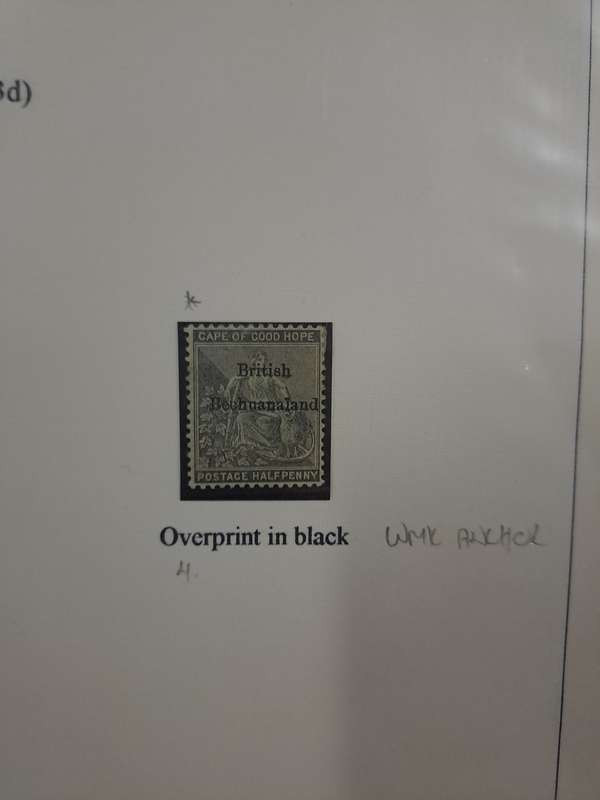 3d)
*
CAPE OF GOOD HOPE
British
Bechuanaland
POSTAGE HALFPENNY
Overprint in black WMK ANCHOR
4.